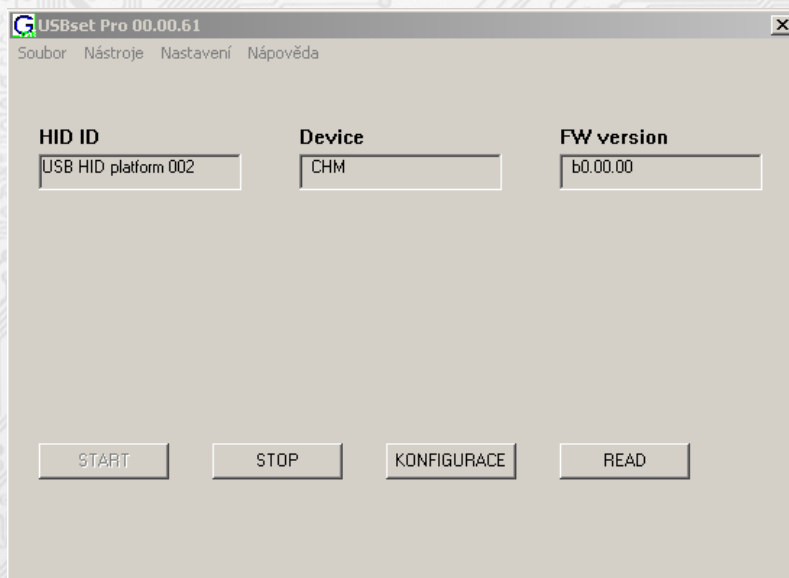 USBset Pro 00.00.61
Soubor Nástroje Nastavení Nápověda
HID ID Device FW version
USB HID platform 002 CHM b0.00.00
START STOP KONFIGURACE READ